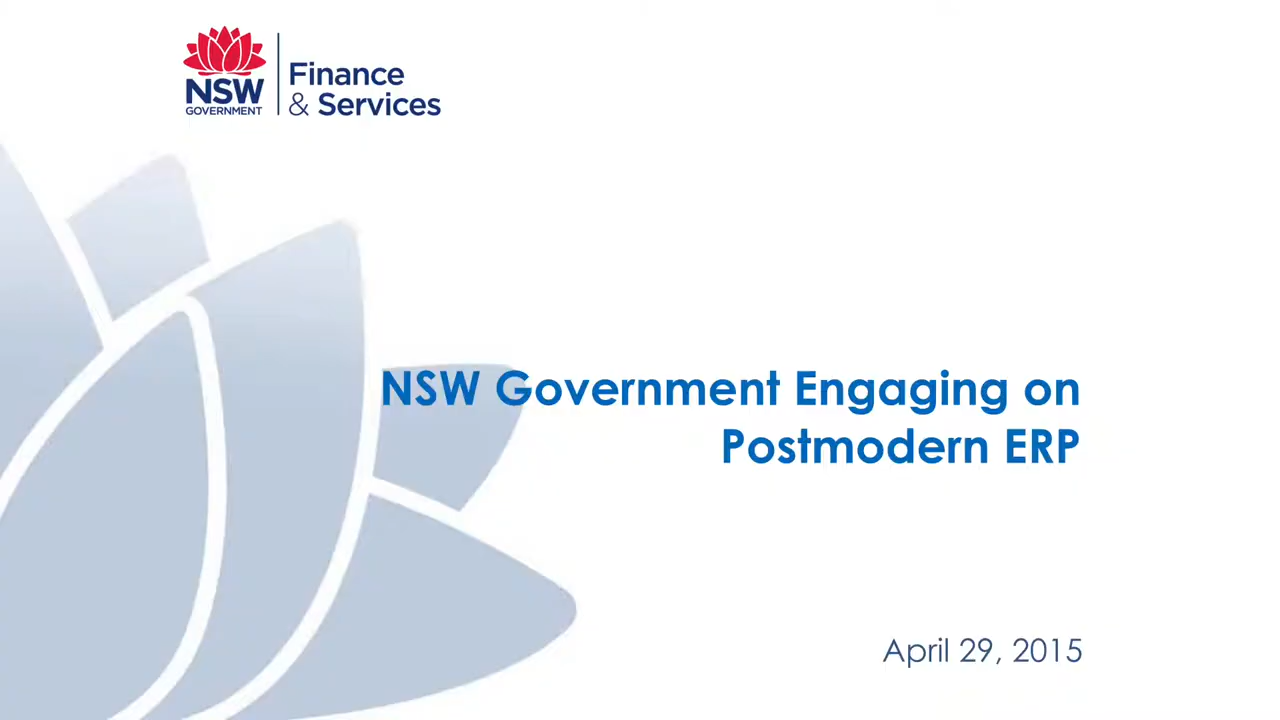 NSW
GOVERNMENT
Finance
& Services
NSW Government Engaging on
Postmodern ERP
April 29, 2015